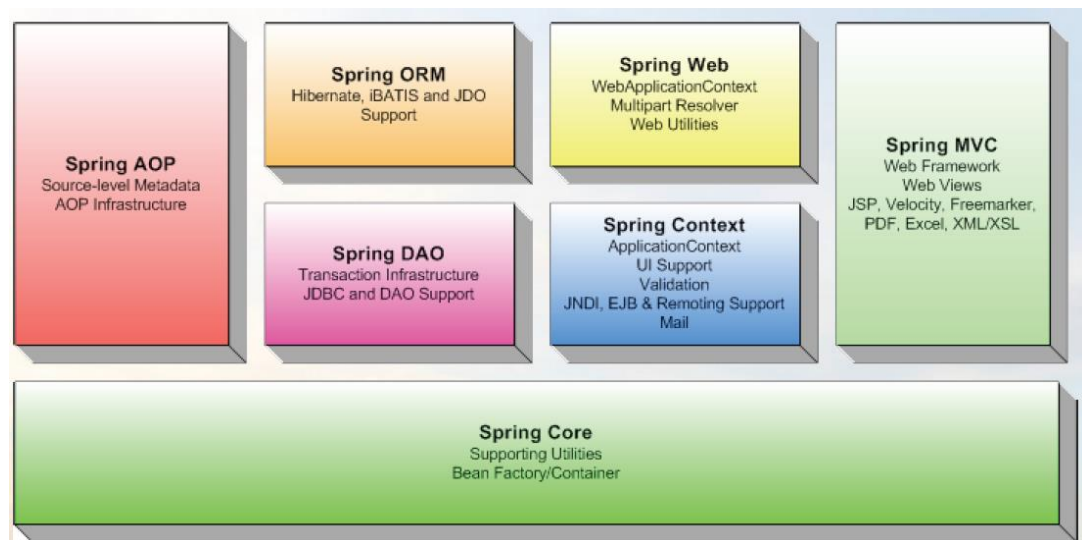 Spring AOP
Source-level Metadata
AOP Infrastructure
Spring ORM
Hibernate, iBATIS and JDO
Support
Spring DAO
Transaction Infrastructure
JDBC and DAO Support
Spring Web
WebApplicationContext
Multipart Resolver
Web Utilities
Spring Context
ApplicationContext
UI Support
Validation
JNDI, EJB & Remoting Support
Mail
Spring MVC
Web Framework
Web Views
JSP, Velocity, Freemarker,
PDF, Excel, XML/XSL
Spring Core
Supporting Utilities
Bean Factory/Container